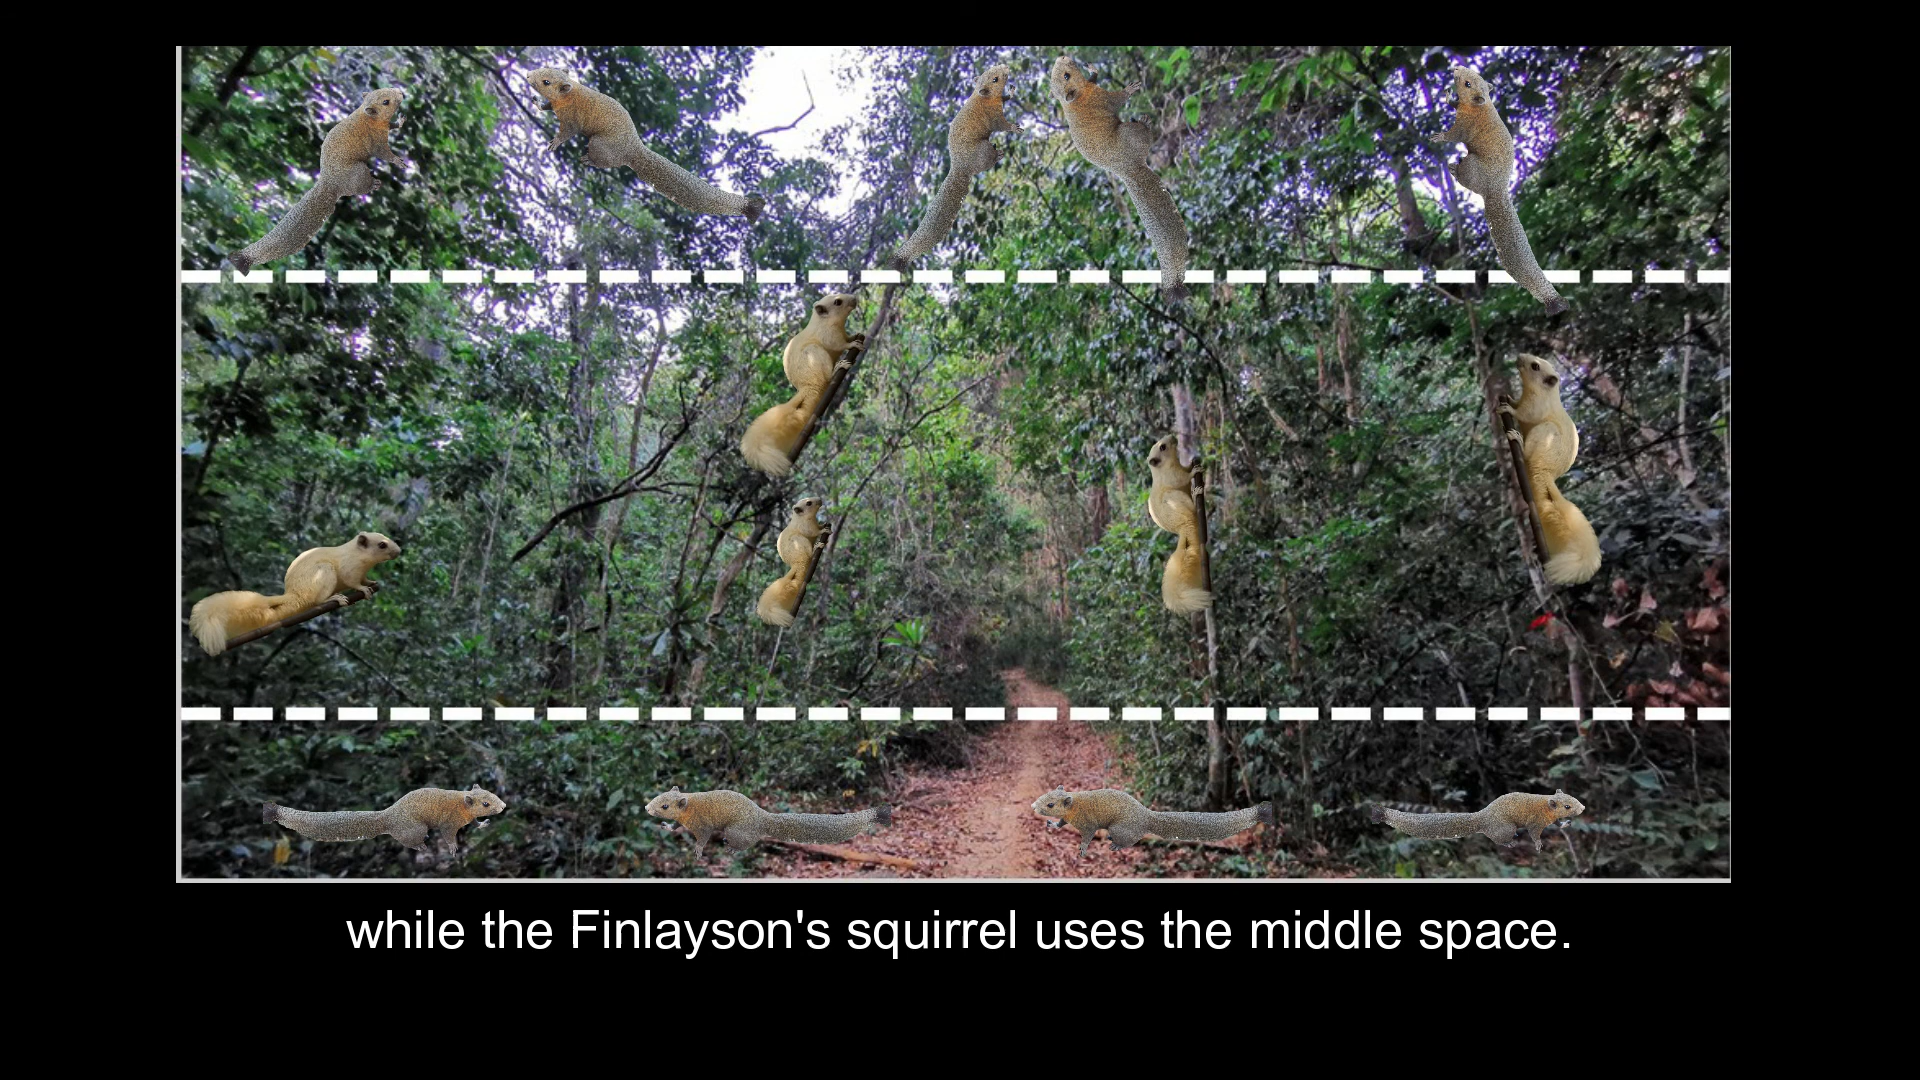 while the Finlayson's squirrel uses the middle space.